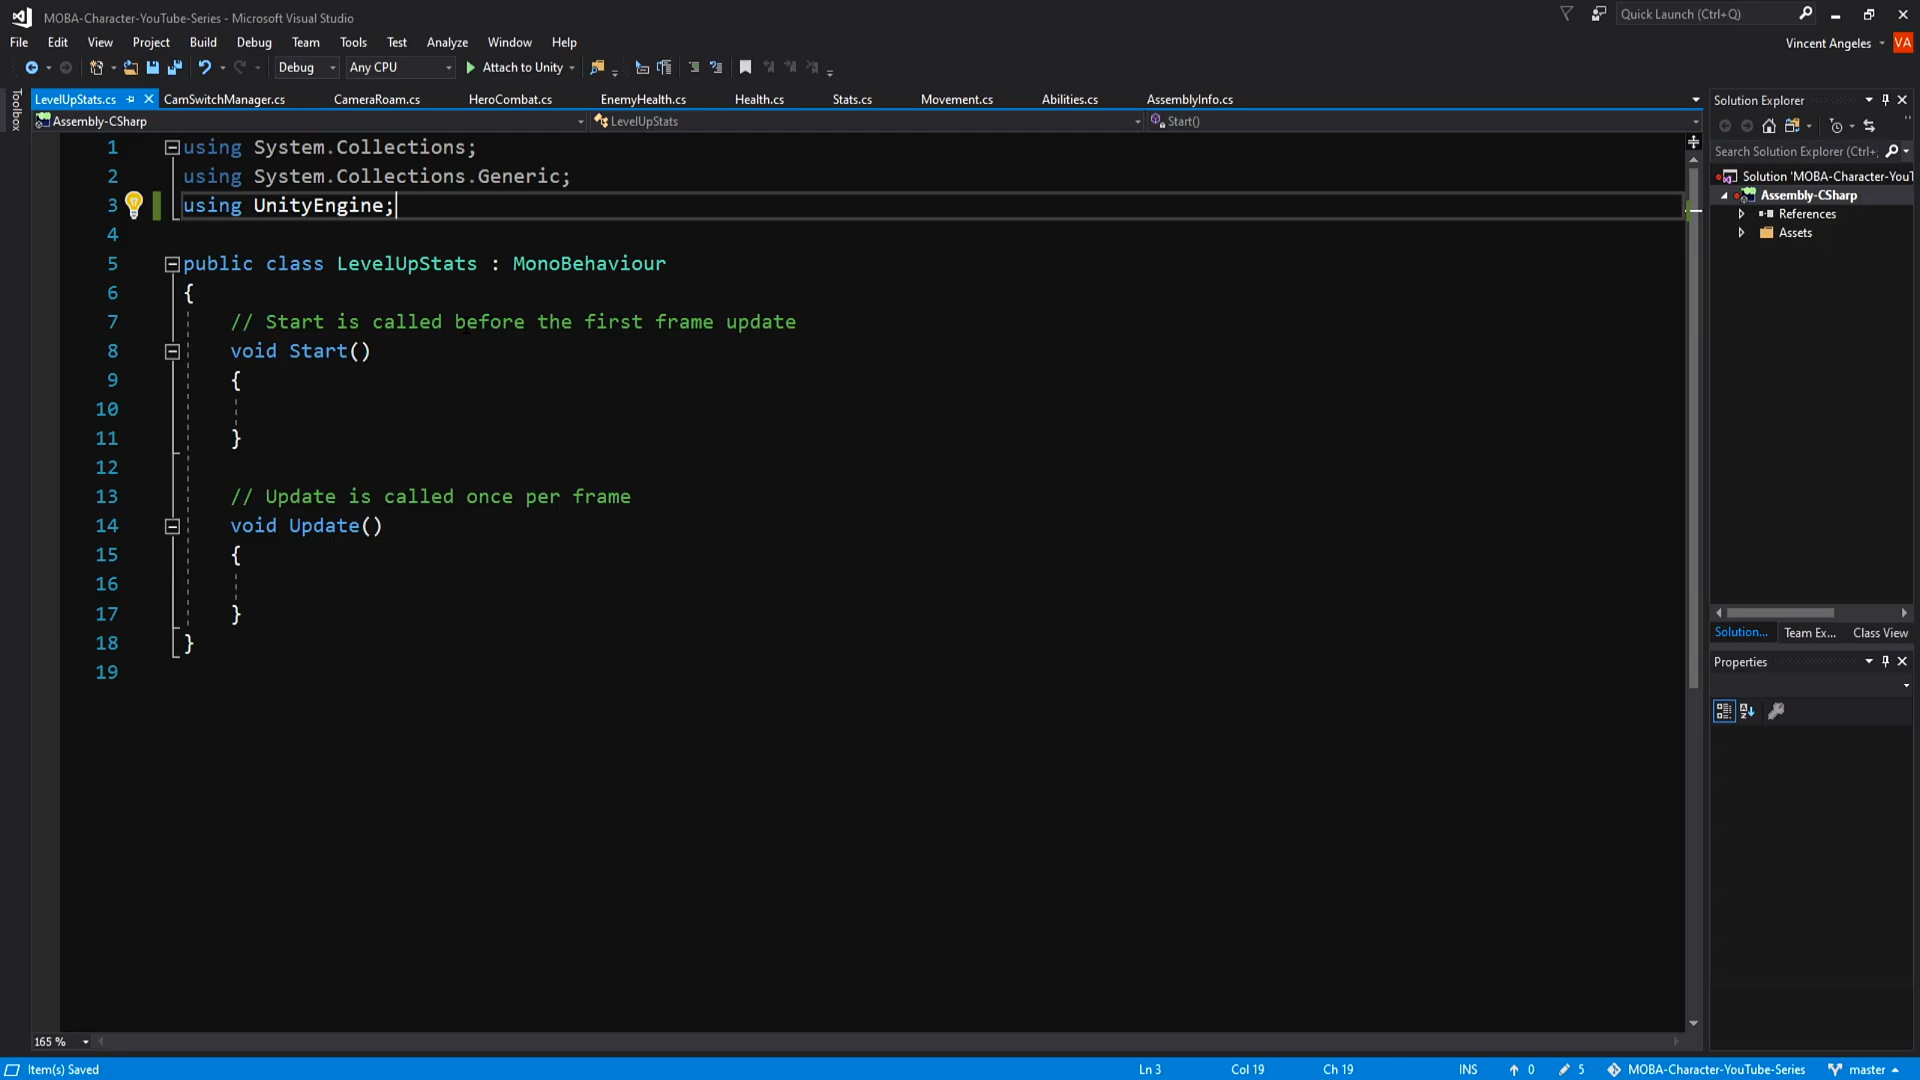 MOBA-Character-YouTube-Series - Microsoft Visual Studio
Quick Launch (Ctrl+Q)
File Edit View Project Build Debug Team Tools Test Analyze Window Help
Vincent Angeles VA
Debug Any CPU Attach to Unity
Toolbox
LevelUpStats.cs CamSwitchManager.cs CameraRoam.cs HeroCombat.cs EnemyHealth.cs Health.cs Stats.cs Movement.cs Abilities.cs AssemblyInfo.cs
Assembly-CSharp LevelUpStats Start()
1 using System.Collections;
2 using System.Collections.Generic;
3 using UnityEngine;
4
5 public class LevelUpStats : MonoBehaviour
6 {
7 // Start is called before the first frame update
8 void Start()
9 {
10
11 }
12
13 // Update is called once per frame
14 void Update()
15 {
16
17 }
18 }
19
165 %
Solution Explorer
Search Solution Explorer (Ctrl+;
Solution 'MOBA-Character-YouT
Assembly-CSharp
References
Assets
Solution... Team Ex... Class View
Properties
Item(s) Saved Ln 3 Col 19 Ch 19 INS 0 5 MOBA-Character-YouTube-Series master